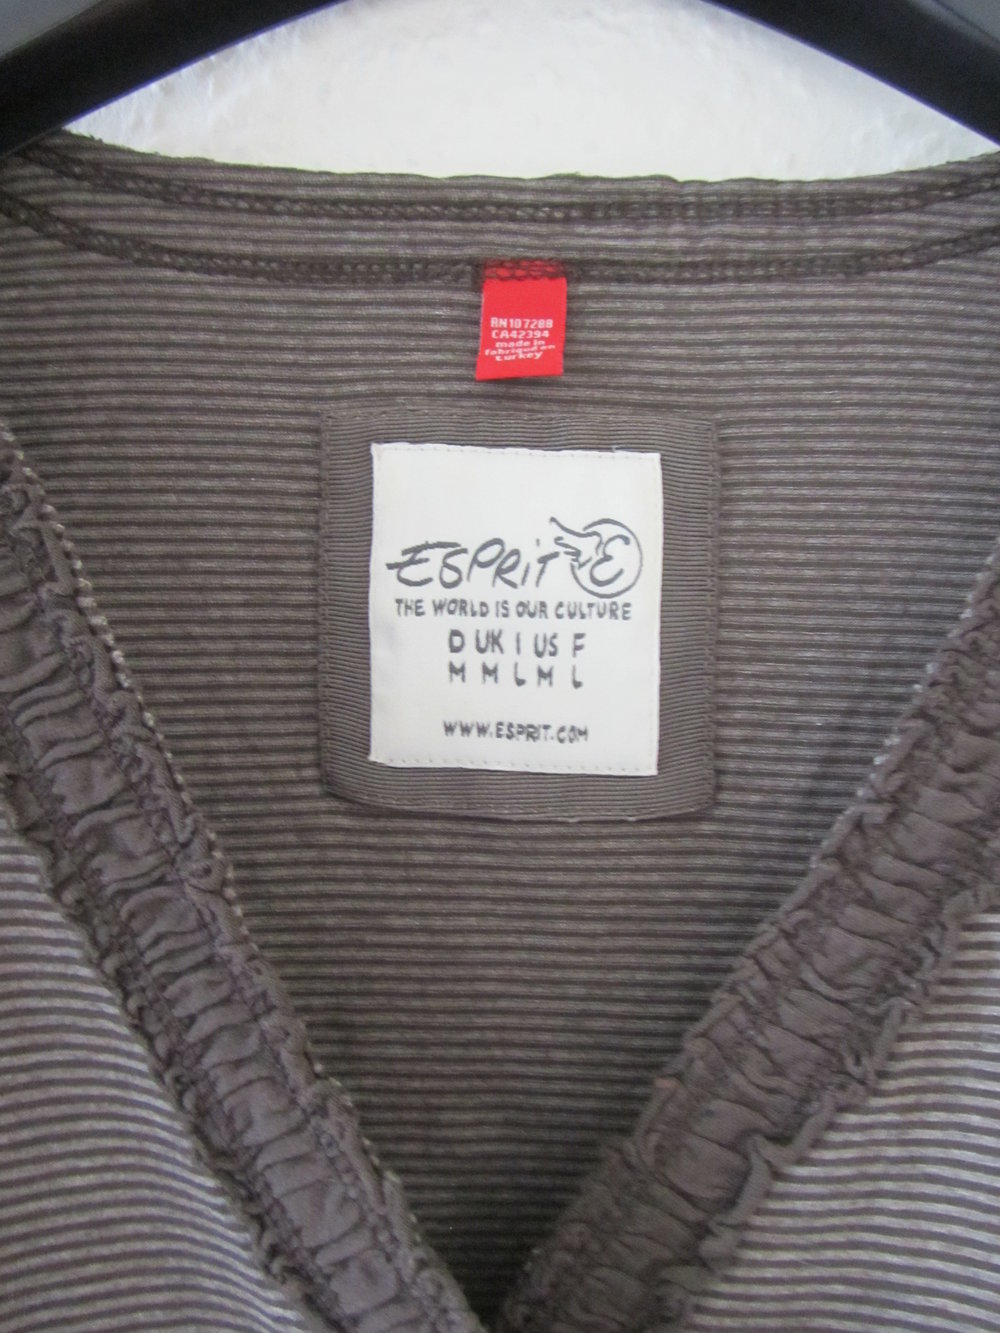 RN107288
CA42394
made in
fabriqué en
turkey
ESPRIT E
THE WORLD IS OUR CULTURE
D UK I US F
M M L M L
WWW.ESPRIT.COM